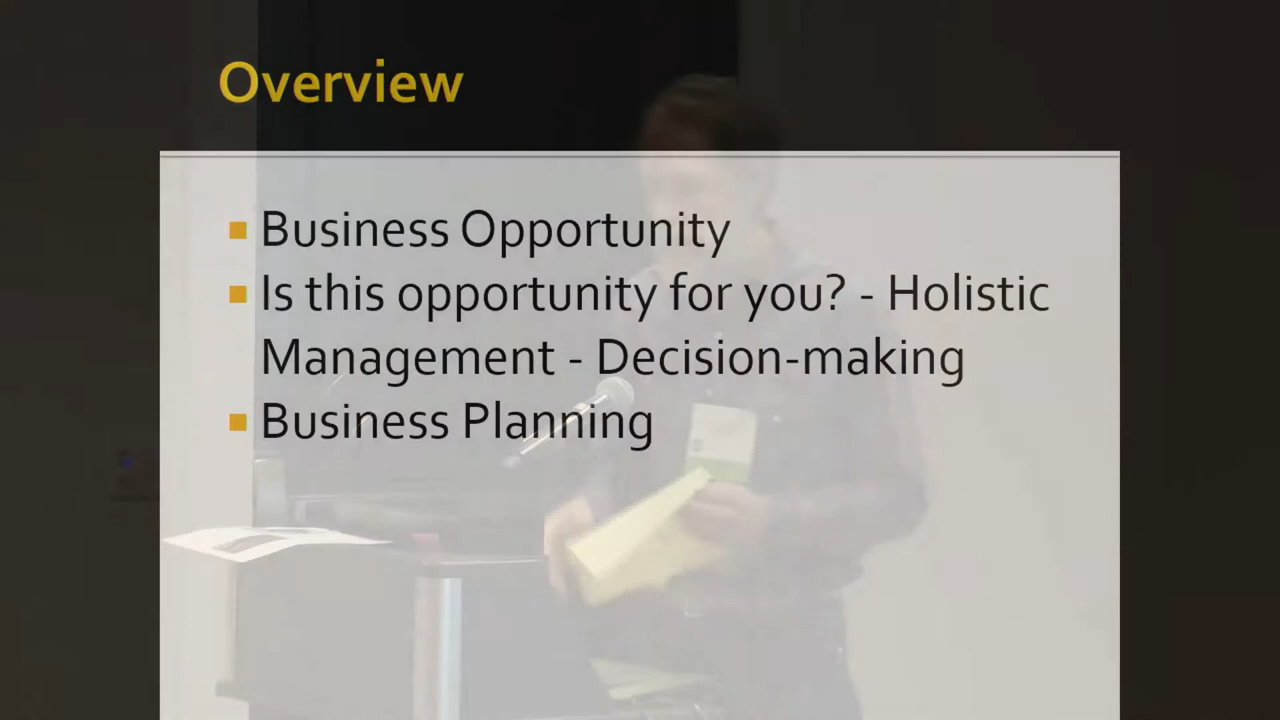 Overview
Business Opportunity
Is this opportunity for you? - Holistic
Management - Decision-making
Business Planning